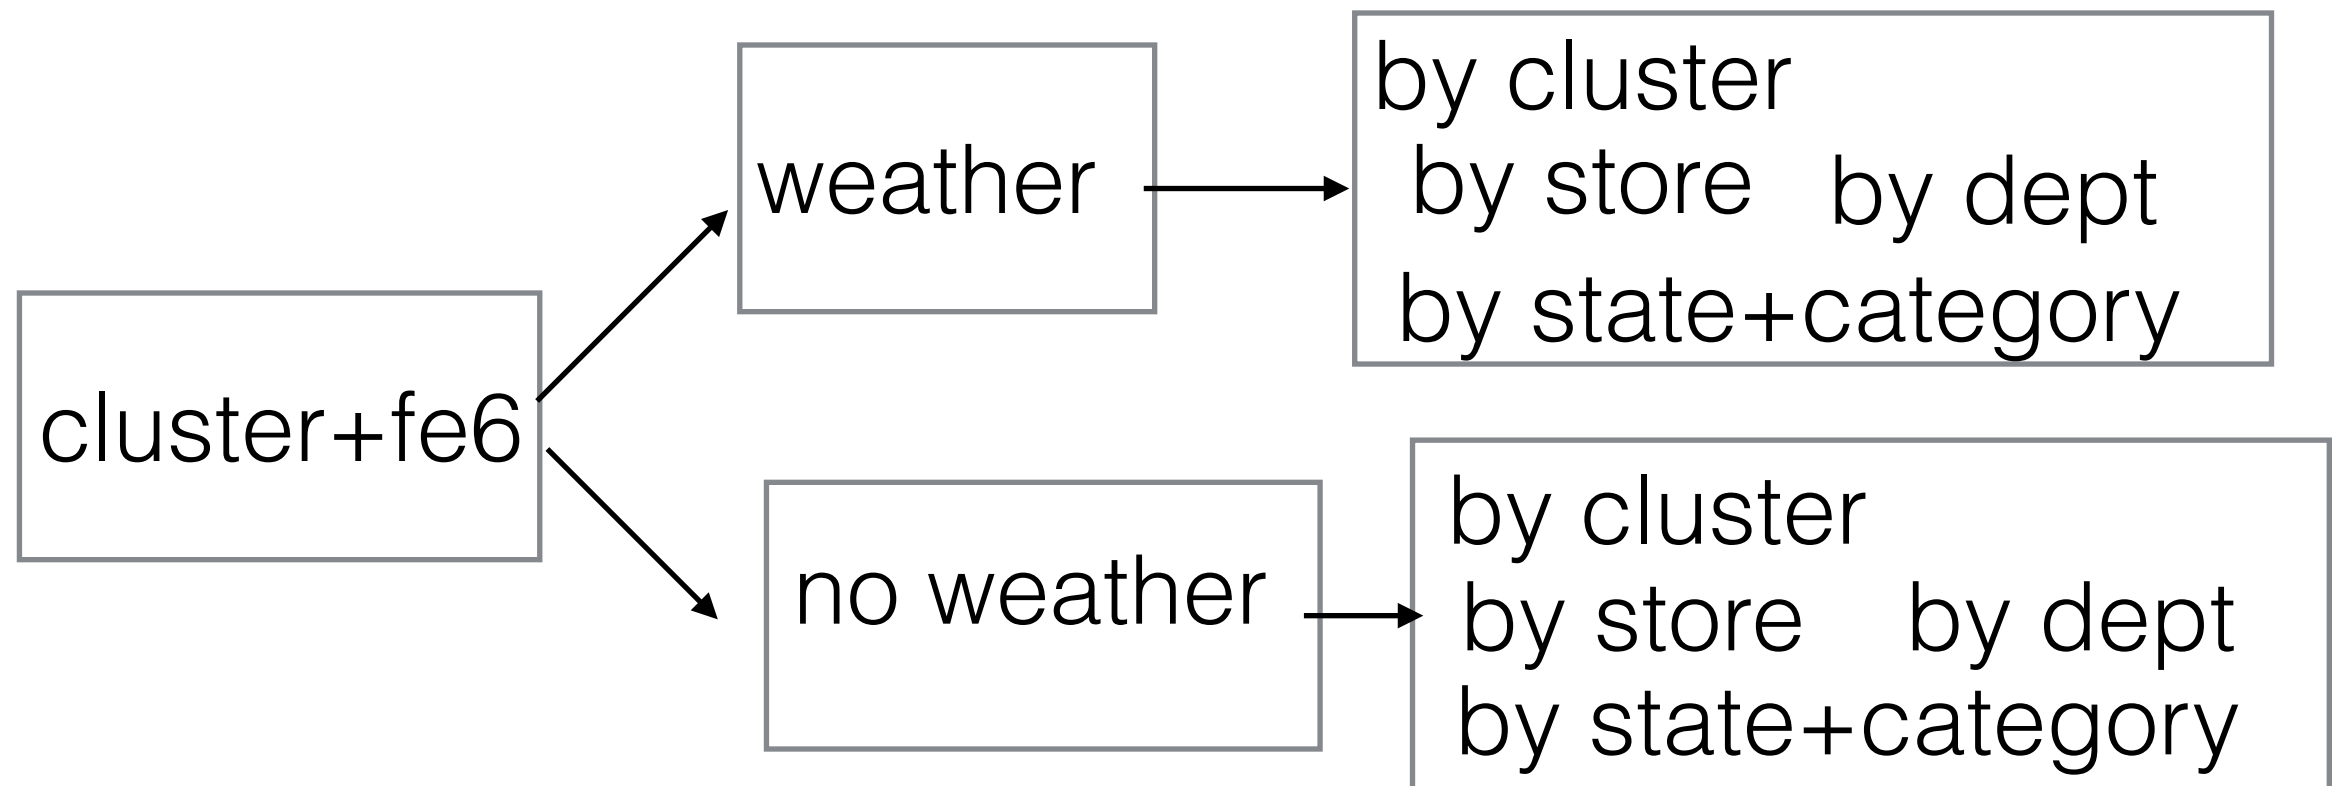 cluster+fe6
weather
by cluster
by store by dept
by state+category
no weather
by cluster
by store by dept
by state+category